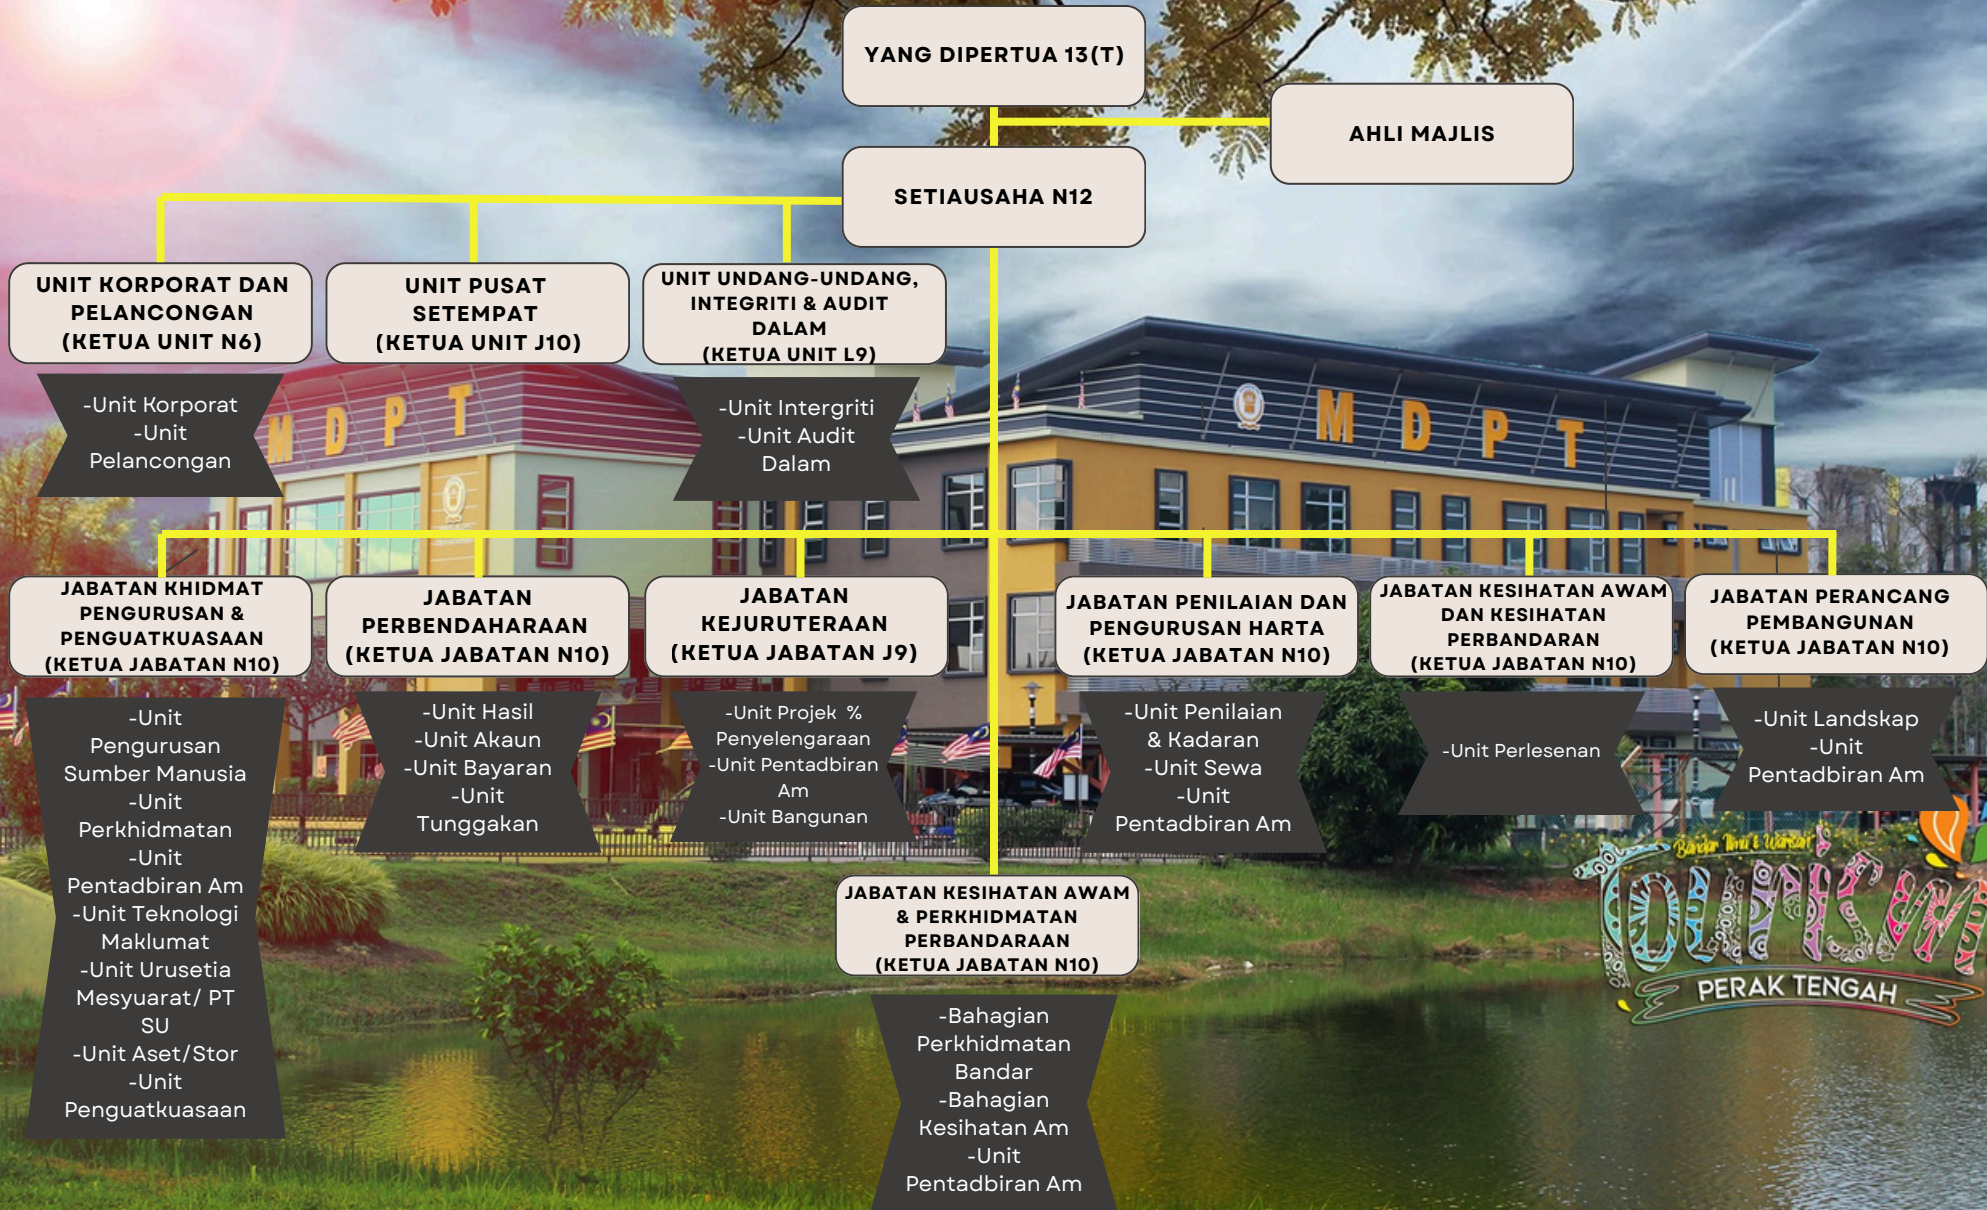 YANG DIPERTUA 13(T)
AHLI MAJLIS
SETIAUSAHA N12
UNIT KORPORAT DAN
PELANCONGAN
(KETUA UNIT N6)
UNIT PUSAT
SETEMPAT
(KETUA UNIT J10)
UNIT UNDANG-UNDANG,
INTEGRITI & AUDIT
DALAM
(KETUA UNIT L9)
-Unit Korporat
-Unit
Pelancongan
-Unit Intergriti
-Unit Audit
Dalam
M D P T
M D P T
JABATAN KHIDMAT
PENGURUSAN &
PENGUATKUASAAN
(KETUA JABATAN N10)
JABATAN
PERBENDAHARAAN
(KETUA JABATAN N10)
JABATAN
KEJURUTERAAN
(KETUA JABATAN J9)
JABATAN PENILAIAN DAN
PENGURUSAN HARTA
(KETUA JABATAN N10)
JABATAN KESIHATAN AWAM
DAN KESIHATAN
PERBANDARAN
(KETUA JABATAN N10)
JABATAN PERANCANG
PEMBANGUNAN
(KETUA JABATAN N10)
-Unit
Pengurusan
Sumber Manusia
-Unit
Perkhidmatan
-Unit
Pentadbiran Am
-Unit Teknologi
Maklumat
-Unit Urusetia
Mesyuarat/ PT
SU
-Unit Aset/Stor
-Unit
Penguatkuasaan
-Unit Hasil
-Unit Akaun
-Unit Bayaran
-Unit
Tunggakan
-Unit Projek %
Penyelengaraan
-Unit Pentadbiran
Am
-Unit Bangunan
-Unit Penilaian
& Kadaran
-Unit Sewa
-Unit
Pentadbiran Am
-Unit Perlesenan
-Unit Landskap
-Unit
Pentadbiran Am
JABATAN KESIHATAN AWAM
& PERKHIDMATAN
PERBANDARAAN
(KETUA JABATAN N10)
-Bahagian
Perkhidmatan
Bandar
-Bahagian
Kesihatan Am
-Unit
Pentadbiran Am
Bandar Ilmu & Warisan
TOURISM
PERAK TENGAH